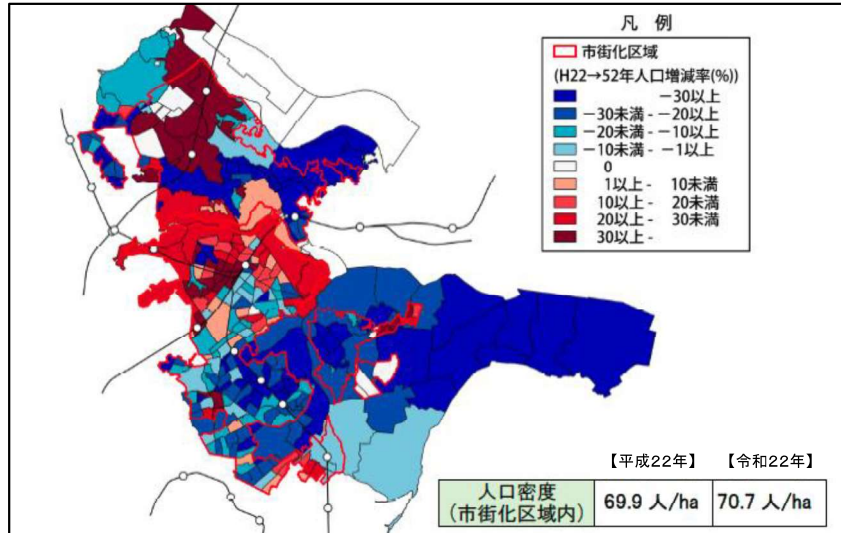 凡 例
市街化区域
(H22→52年人口増減率(%))
－30以上
－30未満 - －20以上
－20未満 - －10以上
－10未満 - －1以上
0
1以上 - 10未満
10以上 - 20未満
20以上 - 30未満
30以上 -
【平成22年】 【令和22年】
人口密度
(市街化区域内)
69.9 人/ha 70.7 人/ha